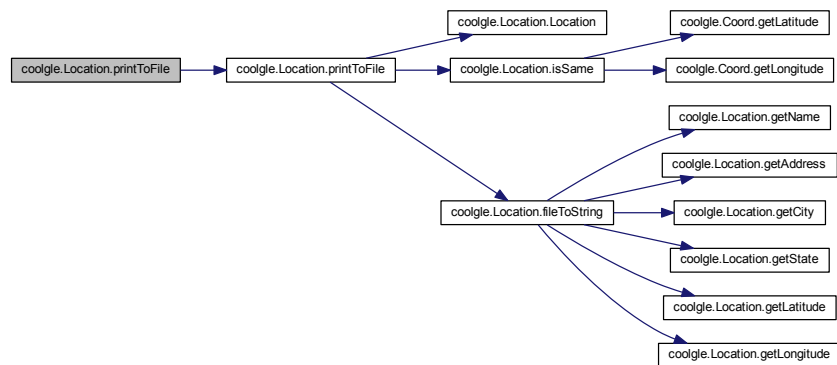 coolgle.Location.Location
coolgle.Coord.getLatitude
coolgle.Location.printToFile
coolgle.Location.printToFile
coolgle.Location.isSame
coolgle.Coord.getLongitude
coolgle.Location.getName
coolgle.Location.getAddress
coolgle.Location.fileToString
coolgle.Location.getCity
coolgle.Location.getState
coolgle.Location.getLatitude
coolgle.Location.getLongitude